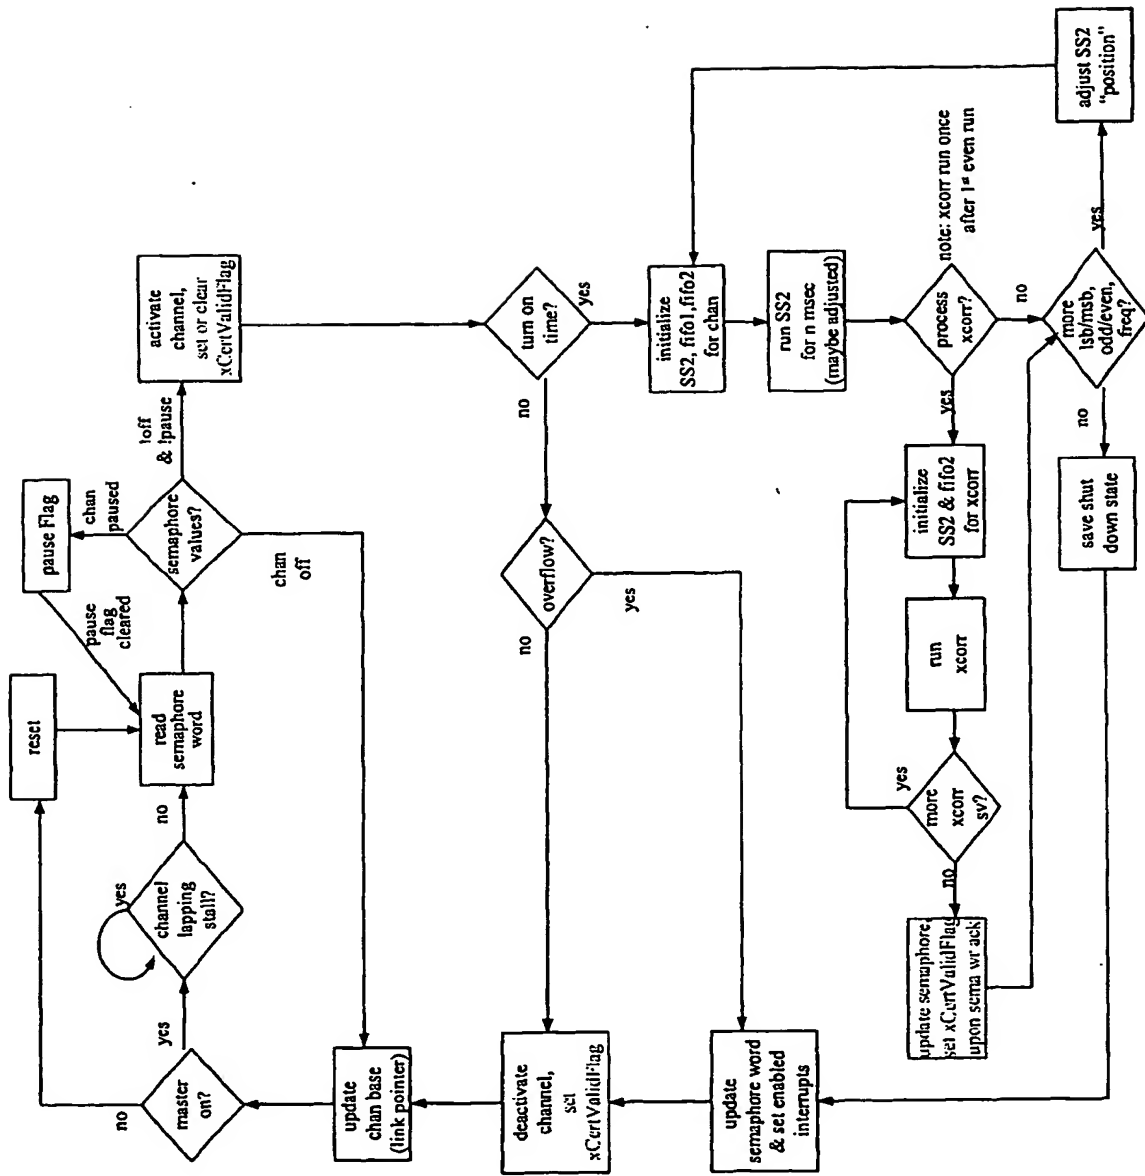 reset
pause Flag
pause
flag
cleared
chan
paused
read
semaphore
word
semaphore
values?
!off
& !pause
activate
channel,
set or clear
xCertValidFlag
chan
off
no
yes
channel
lapping
stall?
yes
no
master
on?
update
chan base
(link pointer)
turn on
time?
no
yes
overflow?
no
yes
deactivate
channel,
set
xCertValidFlag
update
semaphore word
& set enabled
interrupts
initialize
SS2, fifo1,fifo2
for chan
run SS2
for n msec
(maybe adjusted)
note: xcorr run once
after 1st even run
process
xcorr?
yes
no
initialize
SS2 & fifo2
for xcorr
run
xcorr
more
xcorr
sv?
yes
no
update semaphore,
set xCertValidFlag
upon sema wr ack
more
lsb/msb,
odd/even,
freq?
yes
no
adjust SS2
"position"
save shut
down state